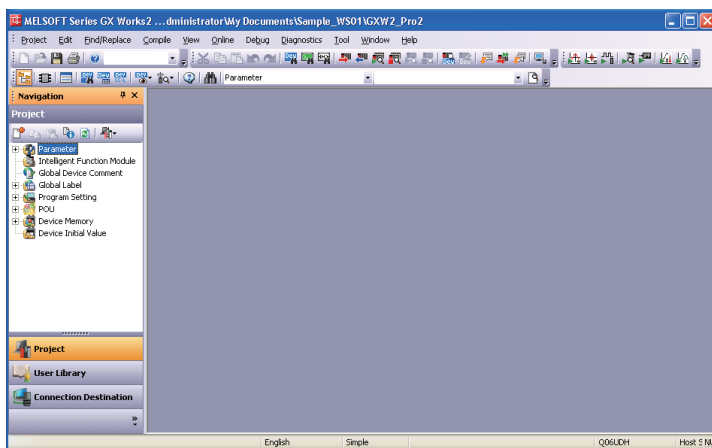 MELSOFT Series GX Works2 ...dministrator\My Documents\Sample_WS01\GXW2_Pro2
Project Edit Find/Replace Compile View Online Debug Diagnostics Tool Window Help
Parameter
Navigation
Project
Parameter
Intelligent Function Module
Global Device Comment
Global Label
Program Setting
POU
Device Memory
Device Initial Value
Project
User Library
Connection Destination
English Simple Q06UDH Host S NU